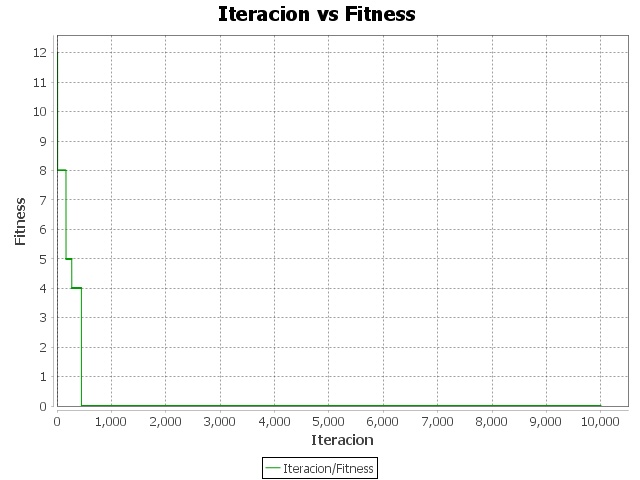 Iteracion vs Fitness
12
11
10
9
8
7
6
5
4
3
2
1
0
Fitness
0 1,000 2,000 3,000 4,000 5,000 6,000 7,000 8,000 9,000 10,000
Iteracion
Iteracion/Fitness